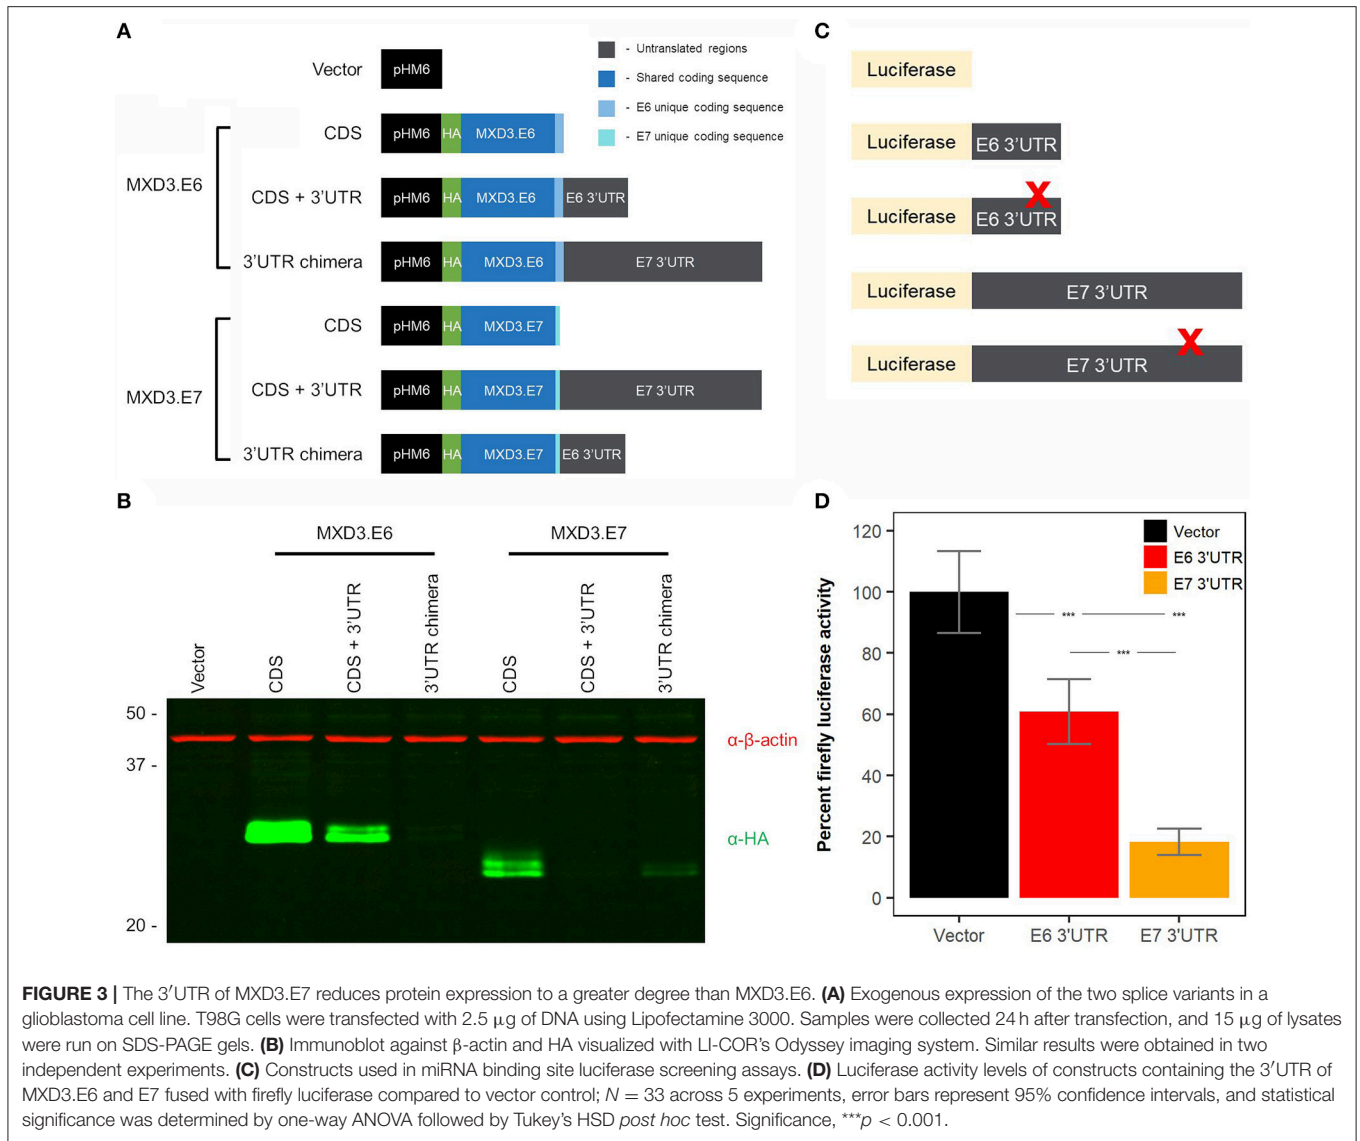 A
Vector
pHM6
- Untranslated regions
- Shared coding sequence
- E6 unique coding sequence
- E7 unique coding sequence
MXD3.E6
CDS
pHM6 HA MXD3.E6
CDS + 3'UTR
pHM6 HA MXD3.E6 E6 3'UTR
3'UTR chimera
pHM6 HA MXD3.E6 E7 3'UTR
MXD3.E7
CDS
pHM6 HA MXD3.E7
CDS + 3'UTR
pHM6 HA MXD3.E7 E7 3'UTR
3'UTR chimera
pHM6 HA MXD3.E7 E6 3'UTR
C
Luciferase
Luciferase E6 3'UTR
X
Luciferase E6 3'UTR
Luciferase E7 3'UTR
X
Luciferase E7 3'UTR
B
MXD3.E6
MXD3.E7
Vector
CDS
CDS + 3'UTR
3'UTR chimera
CDS
CDS + 3'UTR
3'UTR chimera
50 -
37 -
20 -
α-β-actin
α-HA
D
Percent firefly luciferase activity
120
100
80
60
40
20
0
Vector
E6 3'UTR
E7 3'UTR
***
***
***
Vector
E6 3'UTR
E7 3'UTR
FIGURE 3 | The 3′UTR of MXD3.E7 reduces protein expression to a greater degree than MXD3.E6. (A) Exogenous expression of the two splice variants in a
glioblastoma cell line. T98G cells were transfected with 2.5 μg of DNA using Lipofectamine 3000. Samples were collected 24 h after transfection, and 15 μg of lysates
were run on SDS-PAGE gels. (B) Immunoblot against β-actin and HA visualized with LI-COR's Odyssey imaging system. Similar results were obtained in two
independent experiments. (C) Constructs used in miRNA binding site luciferase screening assays. (D) Luciferase activity levels of constructs containing the 3′UTR of
MXD3.E6 and E7 fused with firefly luciferase compared to vector control; N = 33 across 5 experiments, error bars represent 95% confidence intervals, and statistical
significance was determined by one-way ANOVA followed by Tukey's HSD post hoc test. Significance, ***p < 0.001.